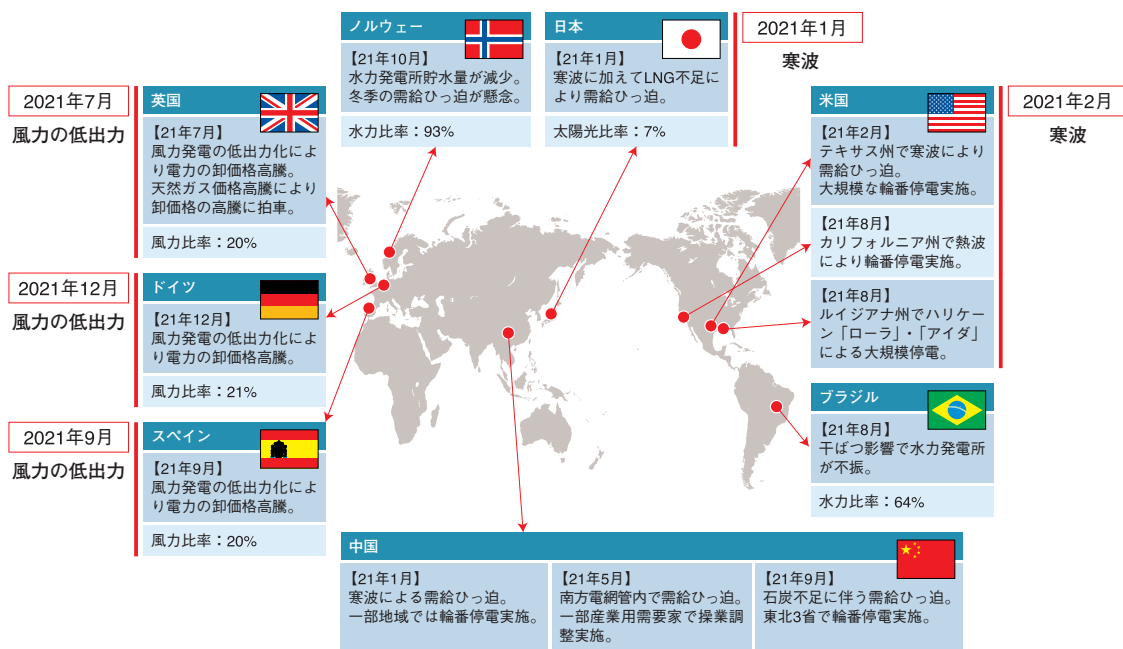 ノルウェー
【21年10月】
水力発電所貯水量が減少。
冬季の需給ひっ迫が懸念。
水力比率：93%
日本
【21年1月】
寒波に加えてLNG不足に
より需給ひっ迫。
太陽光比率：7%
2021年1月
寒波
2021年7月
風力の低出力
英国
【21年7月】
風力発電の低出力化によ
り電力の卸価格高騰。
天然ガス価格高騰により
卸価格の高騰に拍車。
風力比率：20%
米国
【21年2月】
テキサス州で寒波により
需給ひっ迫。
大規模な輪番停電実施。
【21年8月】
カリフォルニア州で熱波
により輪番停電実施。
【21年8月】
ルイジアナ州でハリケー
ン「ローラ」・「アイダ」
による大規模停電。
2021年2月
寒波
2021年12月
風力の低出力
ドイツ
【21年12月】
風力発電の低出力化によ
り電力の卸価格高騰。
風力比率：21%
ブラジル
【21年8月】
干ばつ影響で水力発電所
が不振。
水力比率：64%
2021年9月
風力の低出力
スペイン
【21年9月】
風力発電の低出力化によ
り電力の卸価格高騰。
風力比率：20%
中国
【21年1月】
寒波による需給ひっ迫。
一部地域では輪番停電実施。
【21年5月】
南方電網管内で需給ひっ迫。
一部産業用需要家で操業調
整実施。
【21年9月】
石炭不足に伴う需給ひっ迫。
東北3省で輪番停電実施。